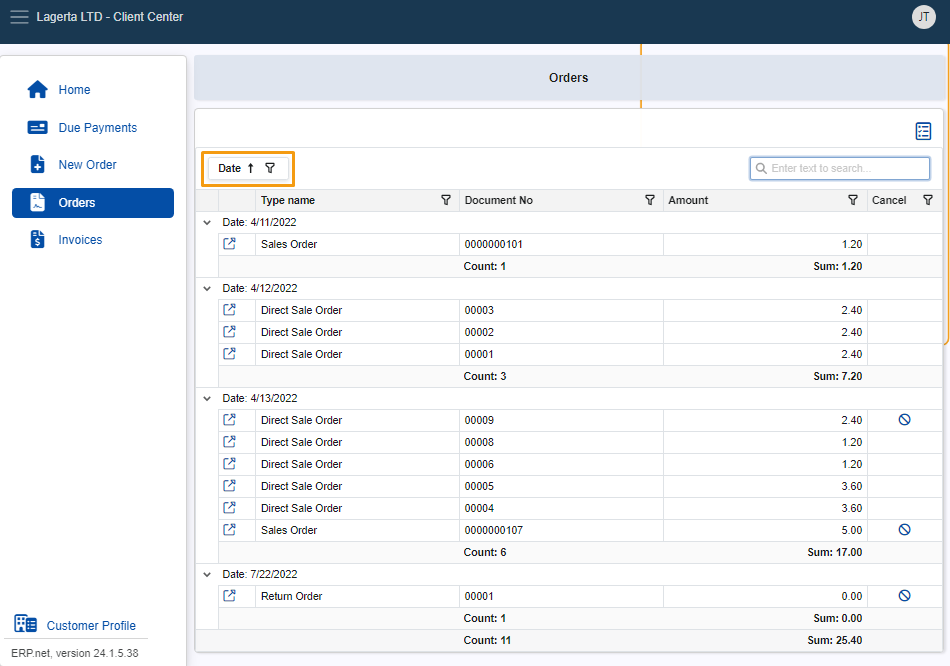 Lagerta LTD - Client Center
JT
Home
Due Payments
New Order
Orders
Invoices
Customer Profile
ERP.net, version 24.1.5.38
Orders
Date
Enter text to search...
Type name Document No Amount Cancel
Date: 4/11/2022
Sales Order 0000000101 1.20
Count: 1 Sum: 1.20
Date: 4/12/2022
Direct Sale Order 00003 2.40
Direct Sale Order 00002 2.40
Direct Sale Order 00001 2.40
Count: 3 Sum: 7.20
Date: 4/13/2022
Direct Sale Order 00009 2.40
Direct Sale Order 00008 1.20
Direct Sale Order 00006 1.20
Direct Sale Order 00005 3.60
Direct Sale Order 00004 3.60
Sales Order 0000000107 5.00
Count: 6 Sum: 17.00
Date: 7/22/2022
Return Order 00001 0.00
Count: 1 Sum: 0.00
Count: 11 Sum: 25.40